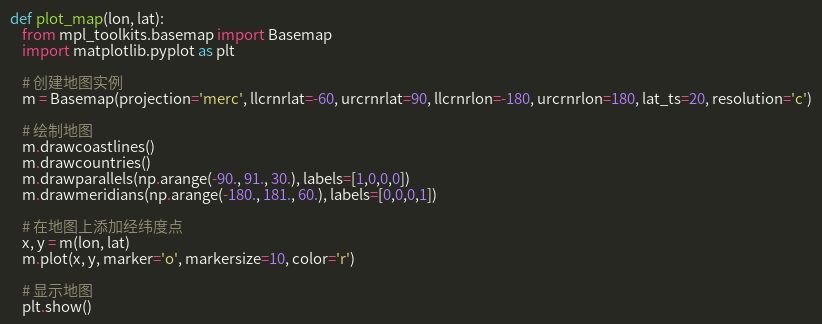 def plot_map(lon, lat):
from mpl_toolkits.basemap import Basemap
import matplotlib.pyplot as plt
# 创建地图实例
m = Basemap(projection='merc', llcrnrlat=-60, urcrnrlat=90, llcrnrlon=-180, urcrnrlon=180, lat_ts=20, resolution='c')
# 绘制地图
m.drawcoastlines()
m.drawcountries()
m.drawparallels(np.arange(-90., 91., 30.), labels=[1,0,0,0])
m.drawmeridians(np.arange(-180., 181., 60.), labels=[0,0,0,1])
# 在地图上添加经纬度点
x, y = m(lon, lat)
m.plot(x, y, marker='o', markersize=10, color='r')
# 显示地图
plt.show()